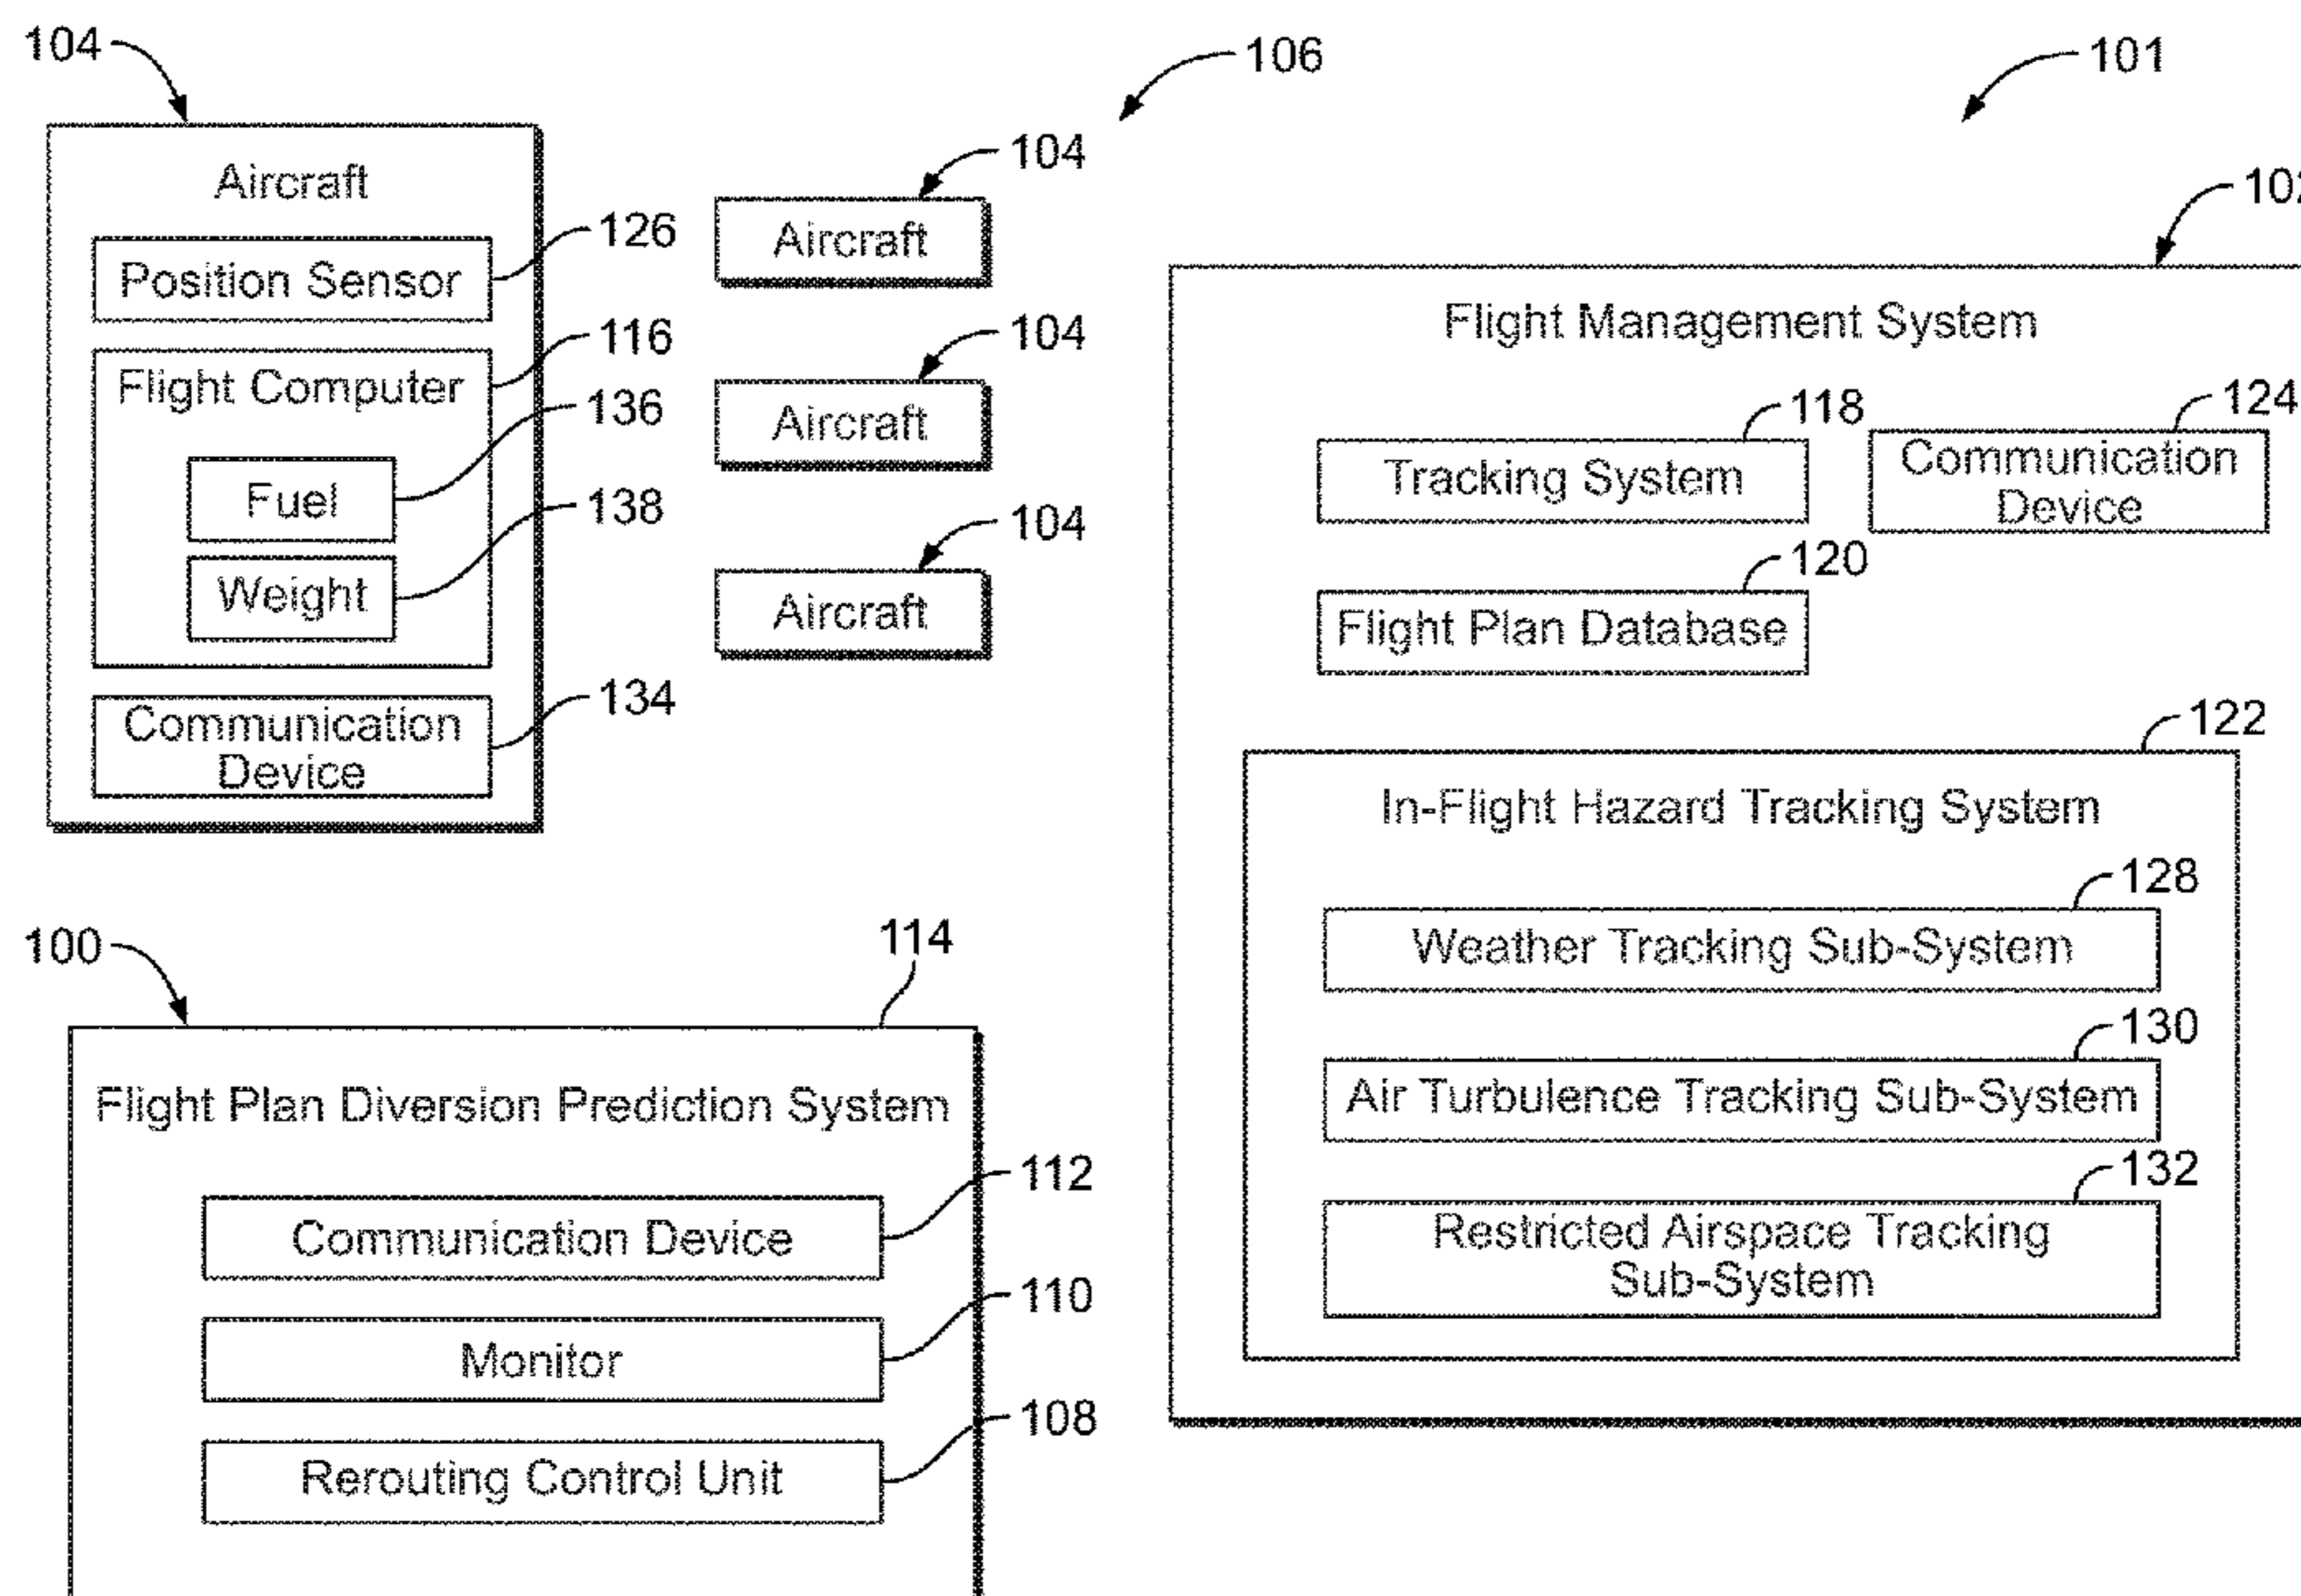 104
Aircraft
126
Position Sensor
116
Flight Computer
136
Fuel
138
Weight
134
Communication
Device
106
104
Aircraft
104
Aircraft
104
Aircraft
101
Flight Management System
118
Tracking System
124
Communication
Device
120
Flight Plan Database
122
In-Flight Hazard Tracking System
128
Weather Tracking Sub-System
130
Air Turbulence Tracking Sub-System
132
Restricted Airspace Tracking
Sub-System
100
114
Flight Plan Diversion Prediction System
112
Communication Device
110
Monitor
108
Rerouting Control Unit